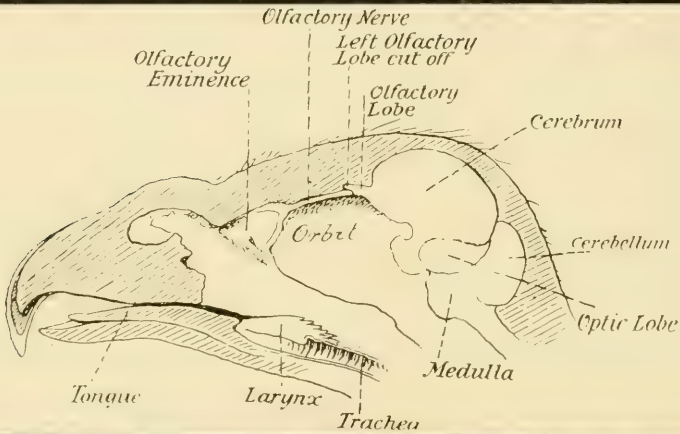 Olfactory Nerve
Left Olfactory
Lobe cut off
Olfactory
Eminence
Olfactory
Lobe
Cerebrum
Orbit
Cerebellum
Optic Lobe
Medulla
Tongue
Larynx
Trachea